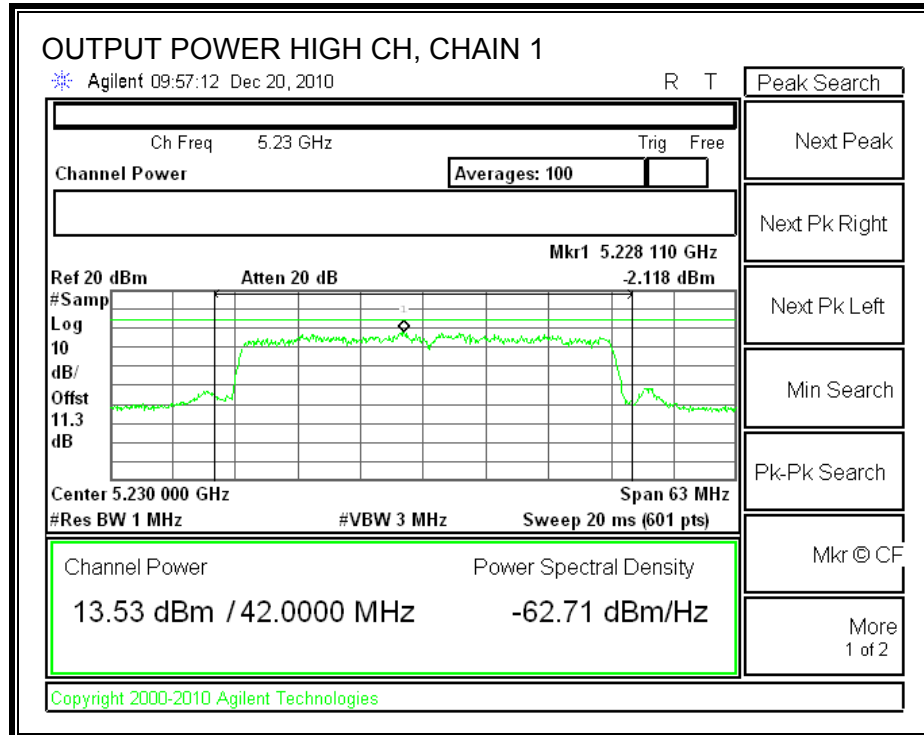 OUTPUT POWER HIGH CH, CHAIN 1
Agilent 09:57:12 Dec 20, 2010 R T
Peak Search
Ch Freq 5.23 GHz Trig Free
Channel Power Averages: 100
Mkr1 5.228 110 GHz
Ref 20 dBm Atten 20 dB -2.118 dBm
#Samp
Log
10
dB/
Offst
11.3
dB
1
Center 5.230 000 GHz Span 63 MHz
#Res BW 1 MHz #VBW 3 MHz Sweep 20 ms (601 pts)
Channel Power Power Spectral Density
13.53 dBm / 42.0000 MHz -62.71 dBm/Hz
Next Peak
Next Pk Right
Next Pk Left
Min Search
Pk-Pk Search
Mkr © CF
More
1 of 2
Copyright 2000-2010 Agilent Technologies